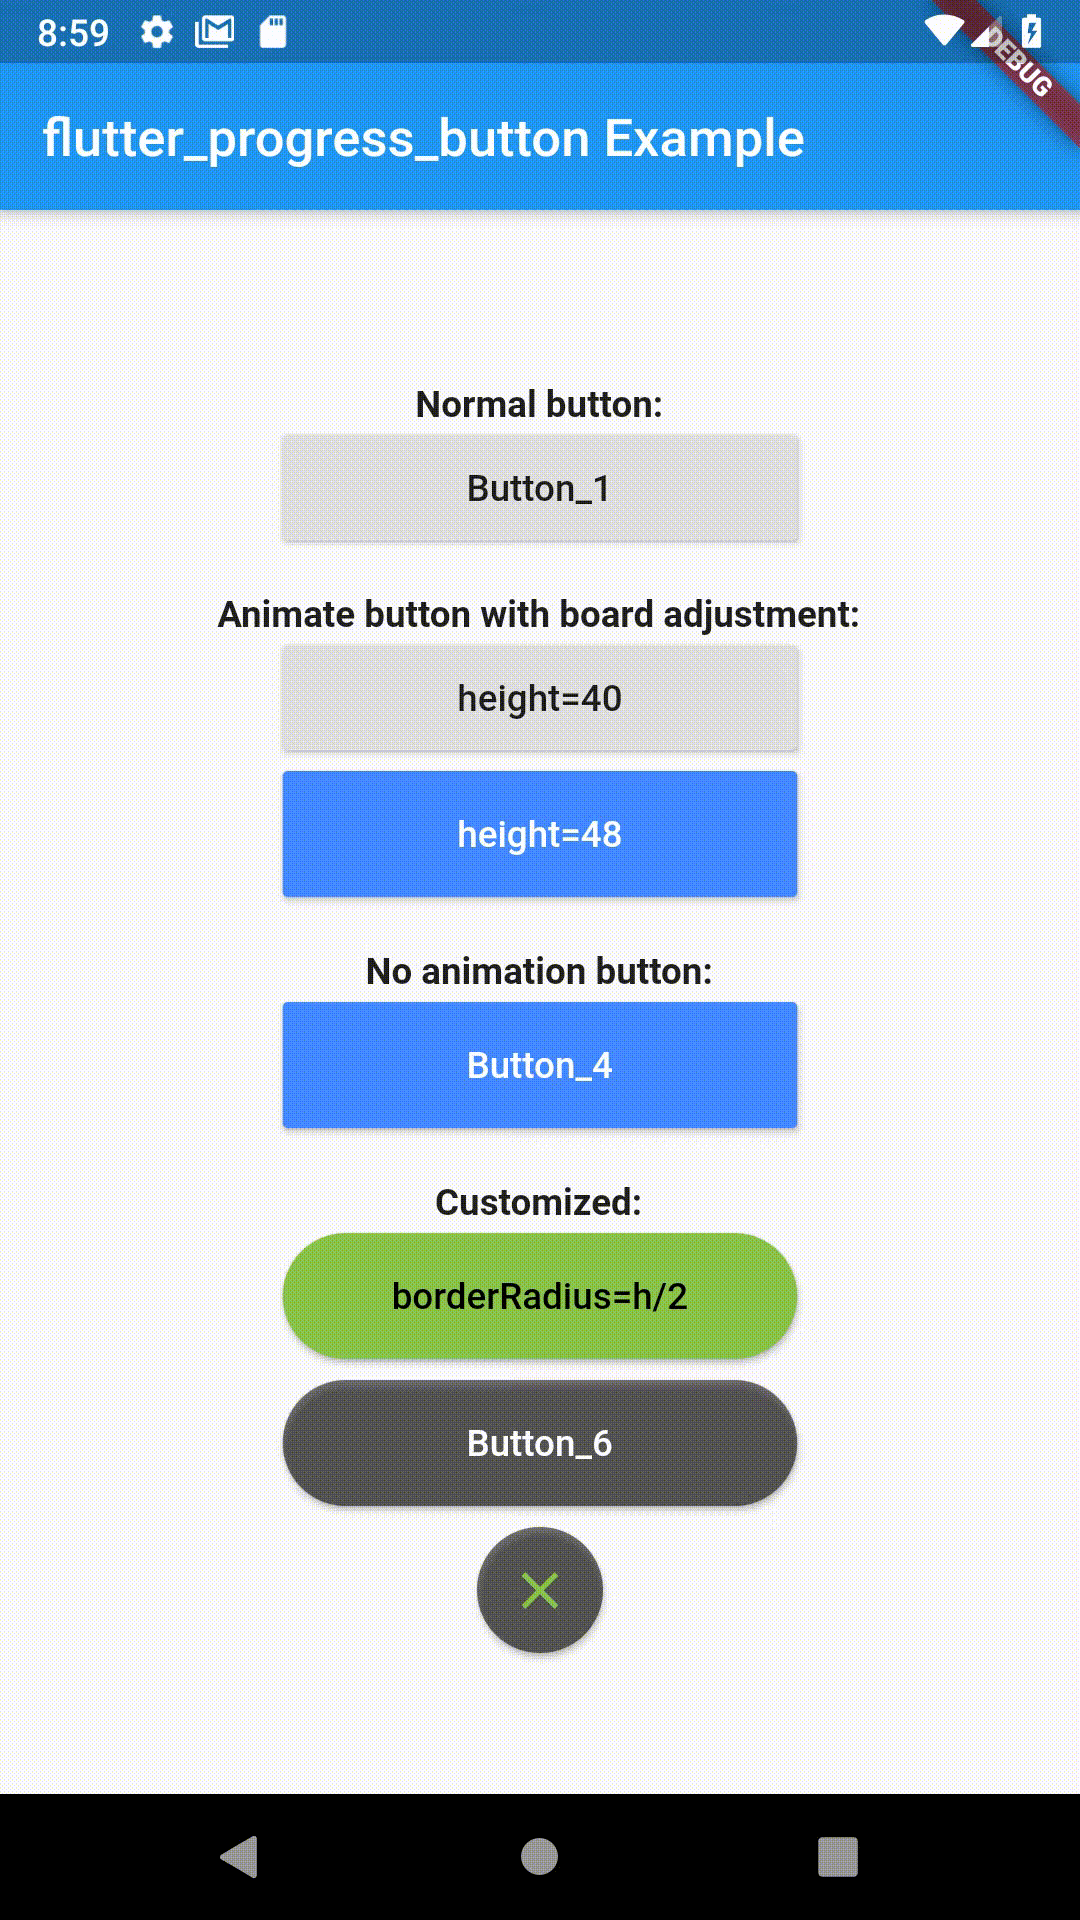 8:59
DEBUG
flutter_progress_button Example
Normal button:
Button_1
Animate button with board adjustment:
height=40
height=48
No animation button:
Button_4
Customized:
borderRadius=h/2
Button_6